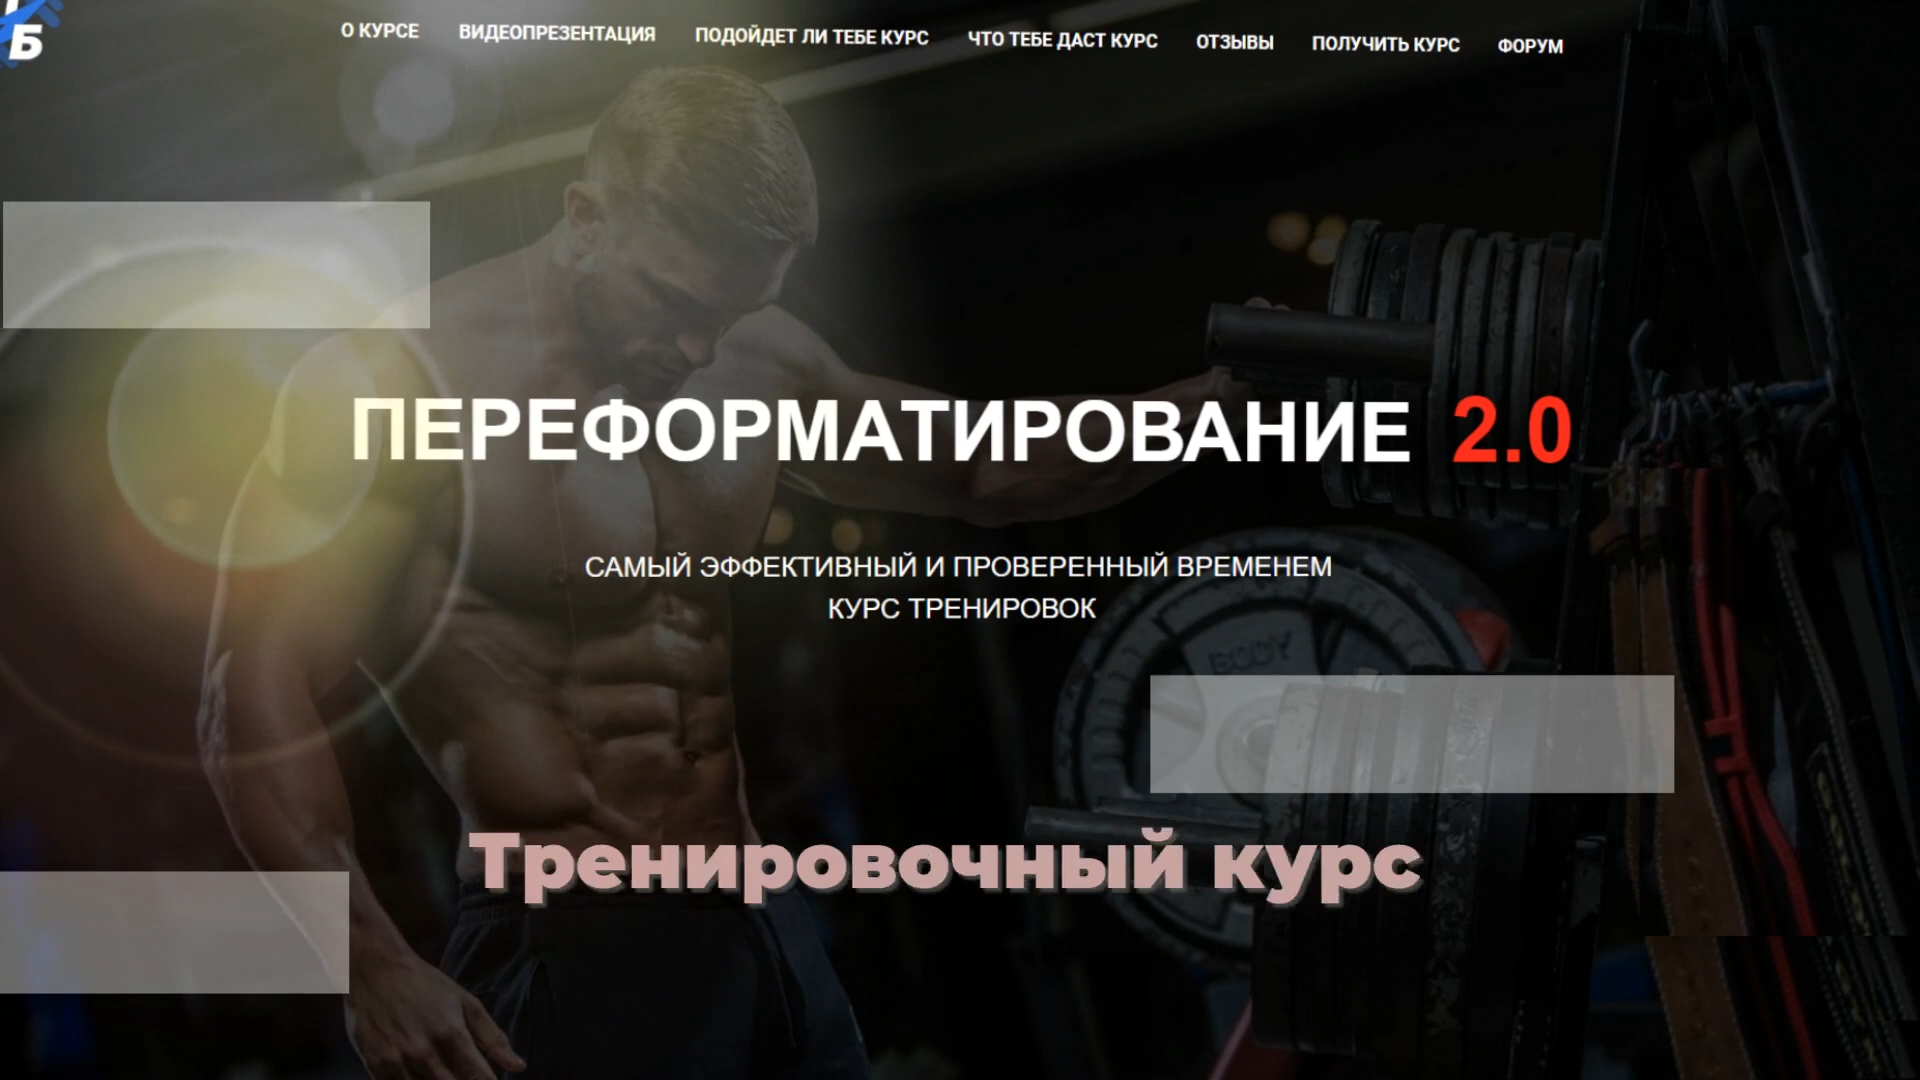 Б
О КУРСЕ ВИДЕОПРЕЗЕНТАЦИЯ ПОДОЙДЕТ ЛИ ТЕБЕ КУРС ЧТО ТЕБЕ ДАСТ КУРС ОТЗЫВЫ ПОЛУЧИТЬ КУРС ФОРУМ
ПЕРЕФОРМАТИРОВАНИЕ 2.0
САМЫЙ ЭФФЕКТИВНЫЙ И ПРОВЕРЕННЫЙ ВРЕМЕНЕМ
КУРС ТРЕНИРОВОК
BODY
Тренировочный курс